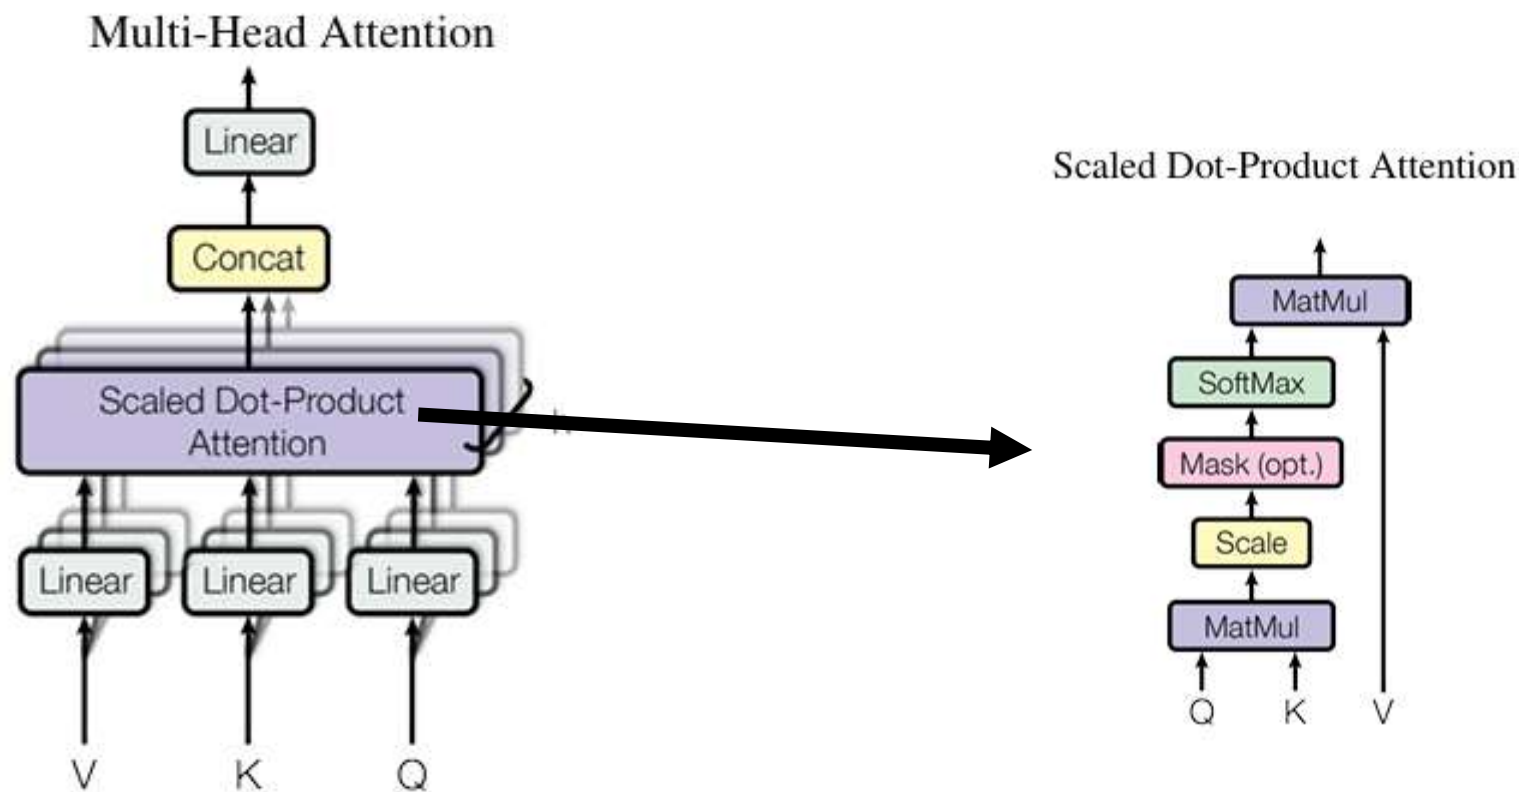 Multi-Head Attention
Linear
Concat
Scaled Dot-Product
Attention
Linear
Linear
Linear
V
K
Q
Scaled Dot-Product Attention
MatMul
SoftMax
Mask (opt.)
Scale
MatMul
Q
K
V